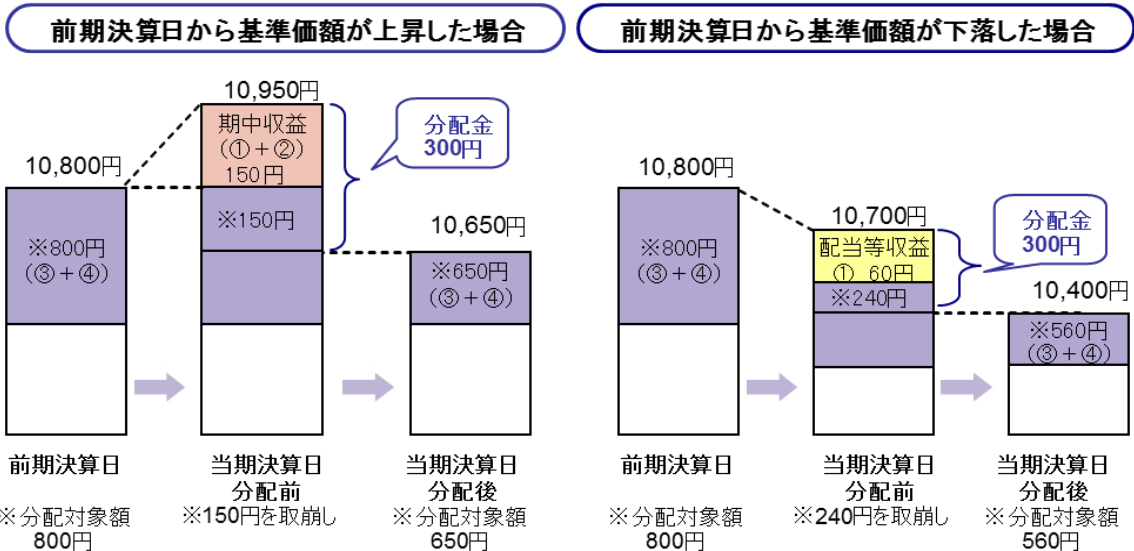 前期決算日から基準価額が上昇した場合
10,950円
期中収益
(①+②)
150円
分配金
300円
10,800円
※800円
(③+④)
※150円
10,650円
※650円
(③+④)
前期決算日
当期決算日
分配前
当期決算日
分配後
※分配対象額
800円
※150円を取崩し
※分配対象額
650円
前期決算日から基準価額が下落した場合
10,800円
※800円
(③+④)
10,700円
配当等収益
① 60円
※240円
分配金
300円
10,400円
※560円
(③+④)
前期決算日
当期決算日
分配前
当期決算日
分配後
※分配対象額
800円
※240円を取崩し
※分配対象額
560円